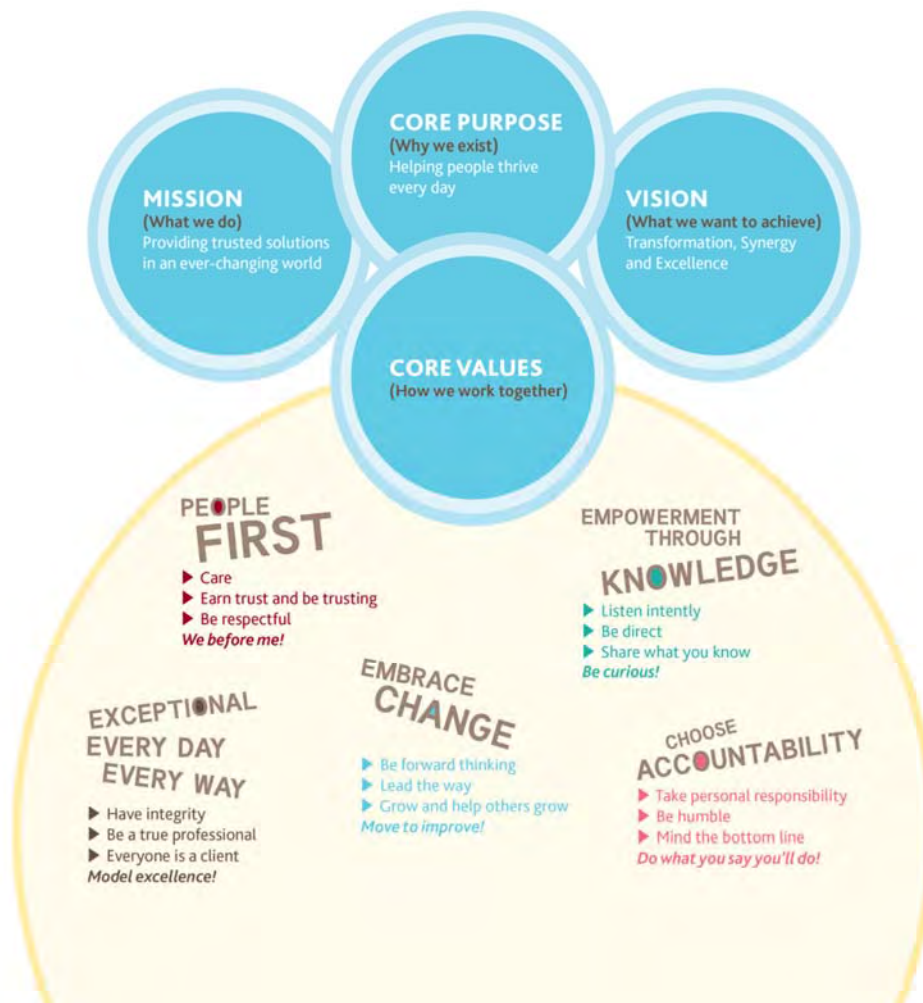 CORE PURPOSE
(Why we exist)
Helping people thrive
every day
MISSION
(What we do)
Providing trusted solutions
in an ever-changing world
VISION
(What we want to achieve)
Transformation, Synergy
and Excellence
CORE VALUES
(How we work together)
PEOPLE
FIRST
▶ Care
▶ Earn trust and be trusting
▶ Be respectful
We before me!
EMPOWERMENT
THROUGH
KNOWLEDGE
▶ Listen intently
▶ Be direct
▶ Share what you know
Be curious!
EXCEPTIONAL
EVERY DAY
EVERY WAY
▶ Have integrity
▶ Be a true professional
▶ Everyone is a client
Model excellence!
EMBRACE
CHANGE
▶ Be forward thinking
▶ Lead the way
▶ Grow and help others grow
Move to improve!
CHOOSE
ACCOUNTABILITY
▶ Take personal responsibility
▶ Be humble
▶ Mind the bottom line
Do what you say you'll do!